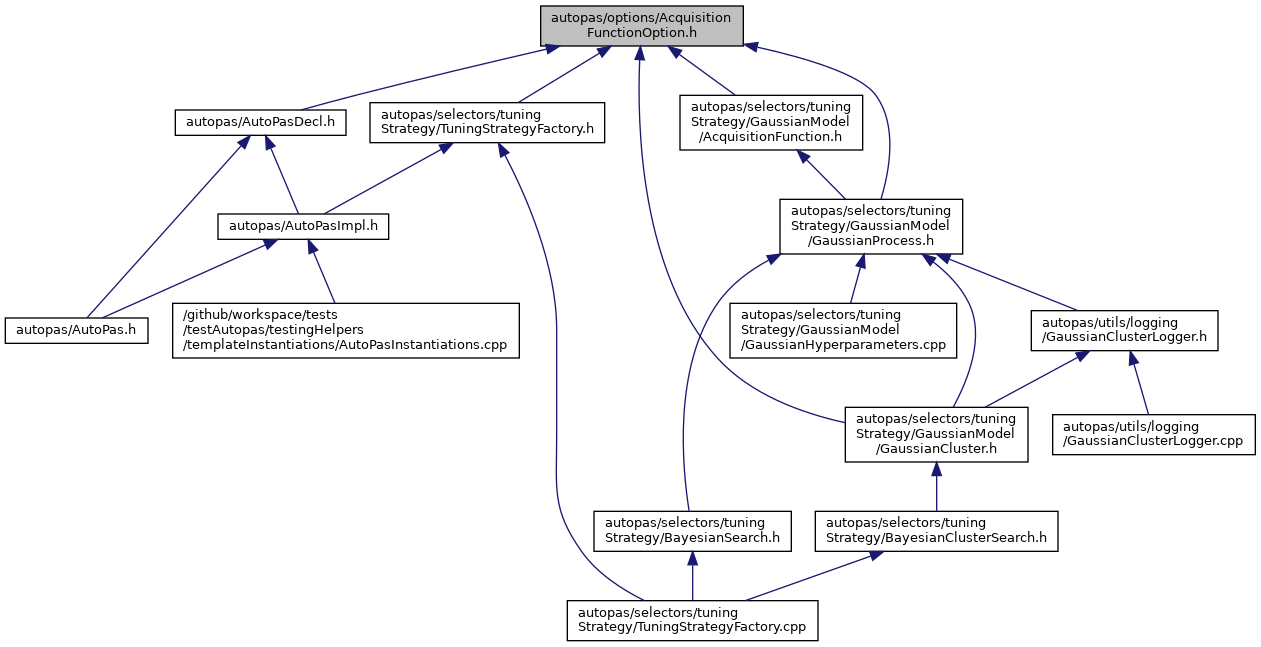 autopas/options/Acquisition
FunctionOption.h
autopas/AutoPasDecl.h
autopas/selectors/tuning
Strategy/TuningStrategyFactory.h
autopas/selectors/tuning
Strategy/GaussianModel
/AcquisitionFunction.h
autopas/AutoPasImpl.h
autopas/selectors/tuning
Strategy/GaussianModel
/GaussianProcess.h
autopas/AutoPas.h
/github/workspace/tests
/testAutopas/testingHelpers
/templateInstantiations/AutoPasInstantiations.cpp
autopas/selectors/tuning
Strategy/GaussianModel
/GaussianHyperparameters.cpp
autopas/utils/logging
/GaussianClusterLogger.h
autopas/selectors/tuning
Strategy/GaussianModel
/GaussianCluster.h
autopas/utils/logging
/GaussianClusterLogger.cpp
autopas/selectors/tuning
Strategy/BayesianSearch.h
autopas/selectors/tuning
Strategy/BayesianClusterSearch.h
autopas/selectors/tuning
Strategy/TuningStrategyFactory.cpp